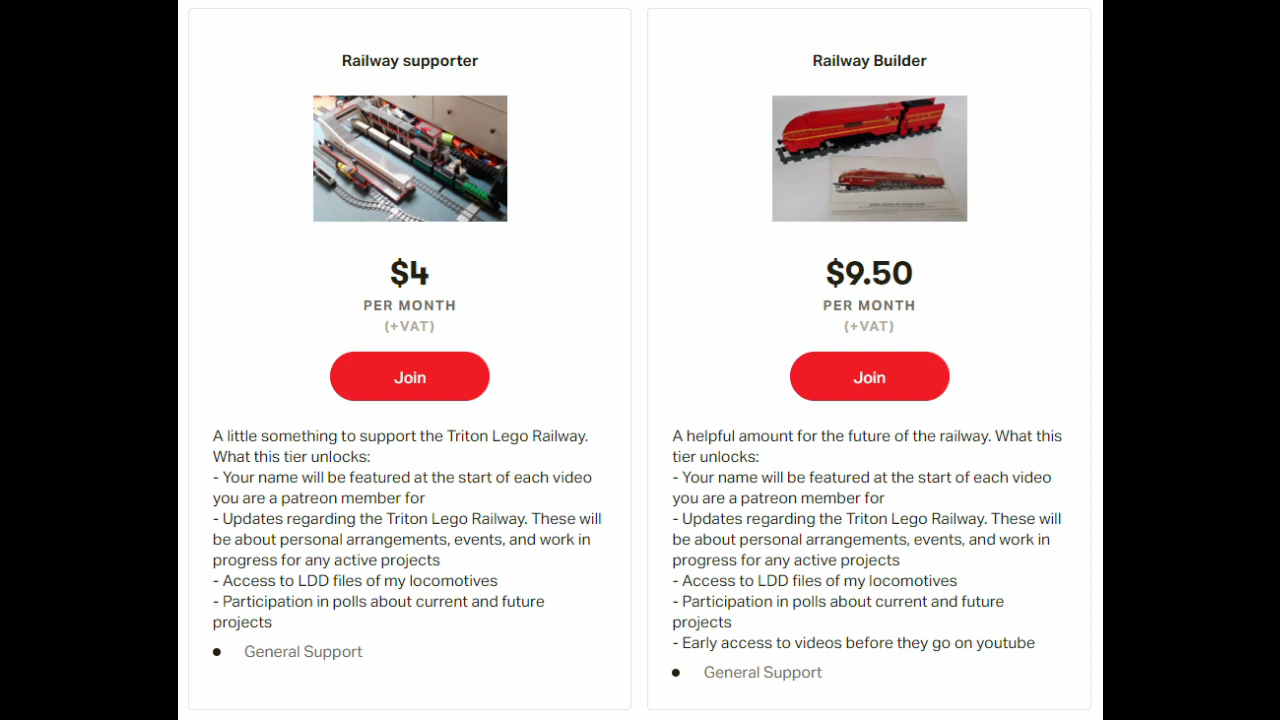 Railway supporter
$4
PER MONTH
(+VAT)
Join
A little something to support the Triton Lego Railway.
What this tier unlocks:
- Your name will be featured at the start of each video
you are a patreon member for
- Updates regarding the Triton Lego Railway. These will
be about personal arrangements, events, and work in
progress for any active projects
- Access to LDD files of my locomotives
- Participation in polls about current and future
projects
● General Support
Railway Builder
$9.50
PER MONTH
(+VAT)
Join
A helpful amount for the future of the railway. What this
tier unlocks:
- Your name will be featured at the start of each video
you are a patreon member for
- Updates regarding the Triton Lego Railway. These will
be about personal arrangements, events, and work in
progress for any active projects
- Access to LDD files of my locomotives
- Participation in polls about current and future
projects
- Early access to videos before they go on youtube
● General Support